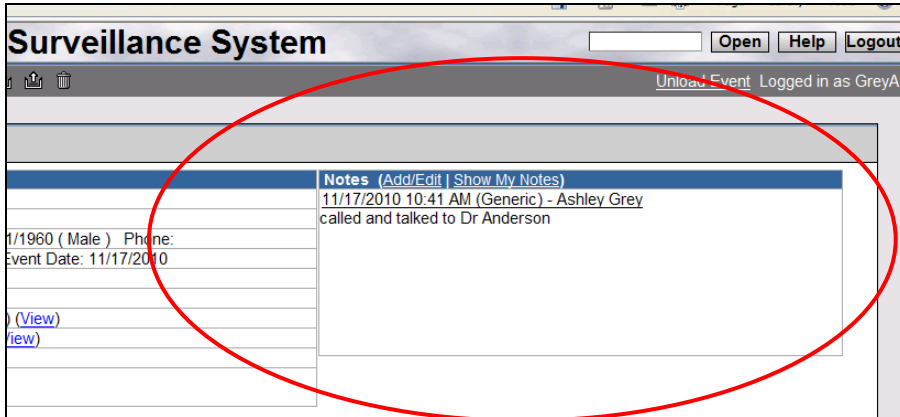 Surveillance System
Open Help Logout
Unload Event Logged in as GreyA
Notes (Add/Edit | Show My Notes)
11/17/2010 10:41 AM (Generic) - Ashley Grey
called and talked to Dr Anderson
1/1960 ( Male ) Phone:
Event Date: 11/17/2010
) (View)
View)